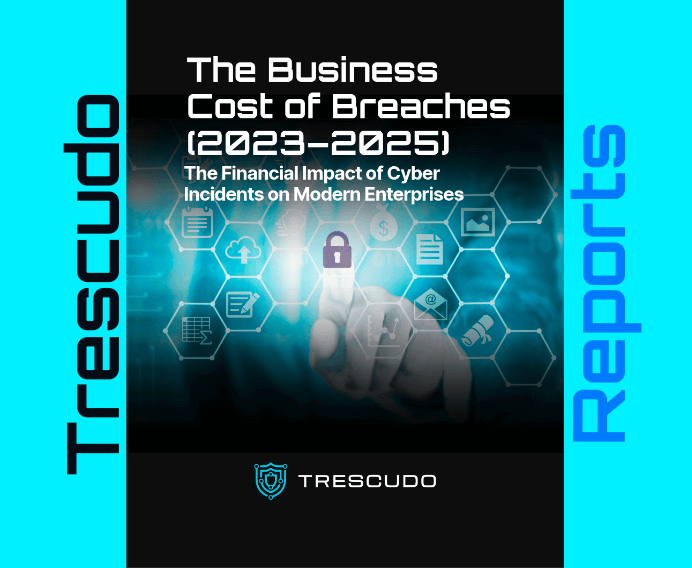 Trescudo
The Business
Cost of Breaches
(2023–2025)
The Financial Impact of Cyber
Incidents on Modern Enterprises
TRESCUDO
Reports